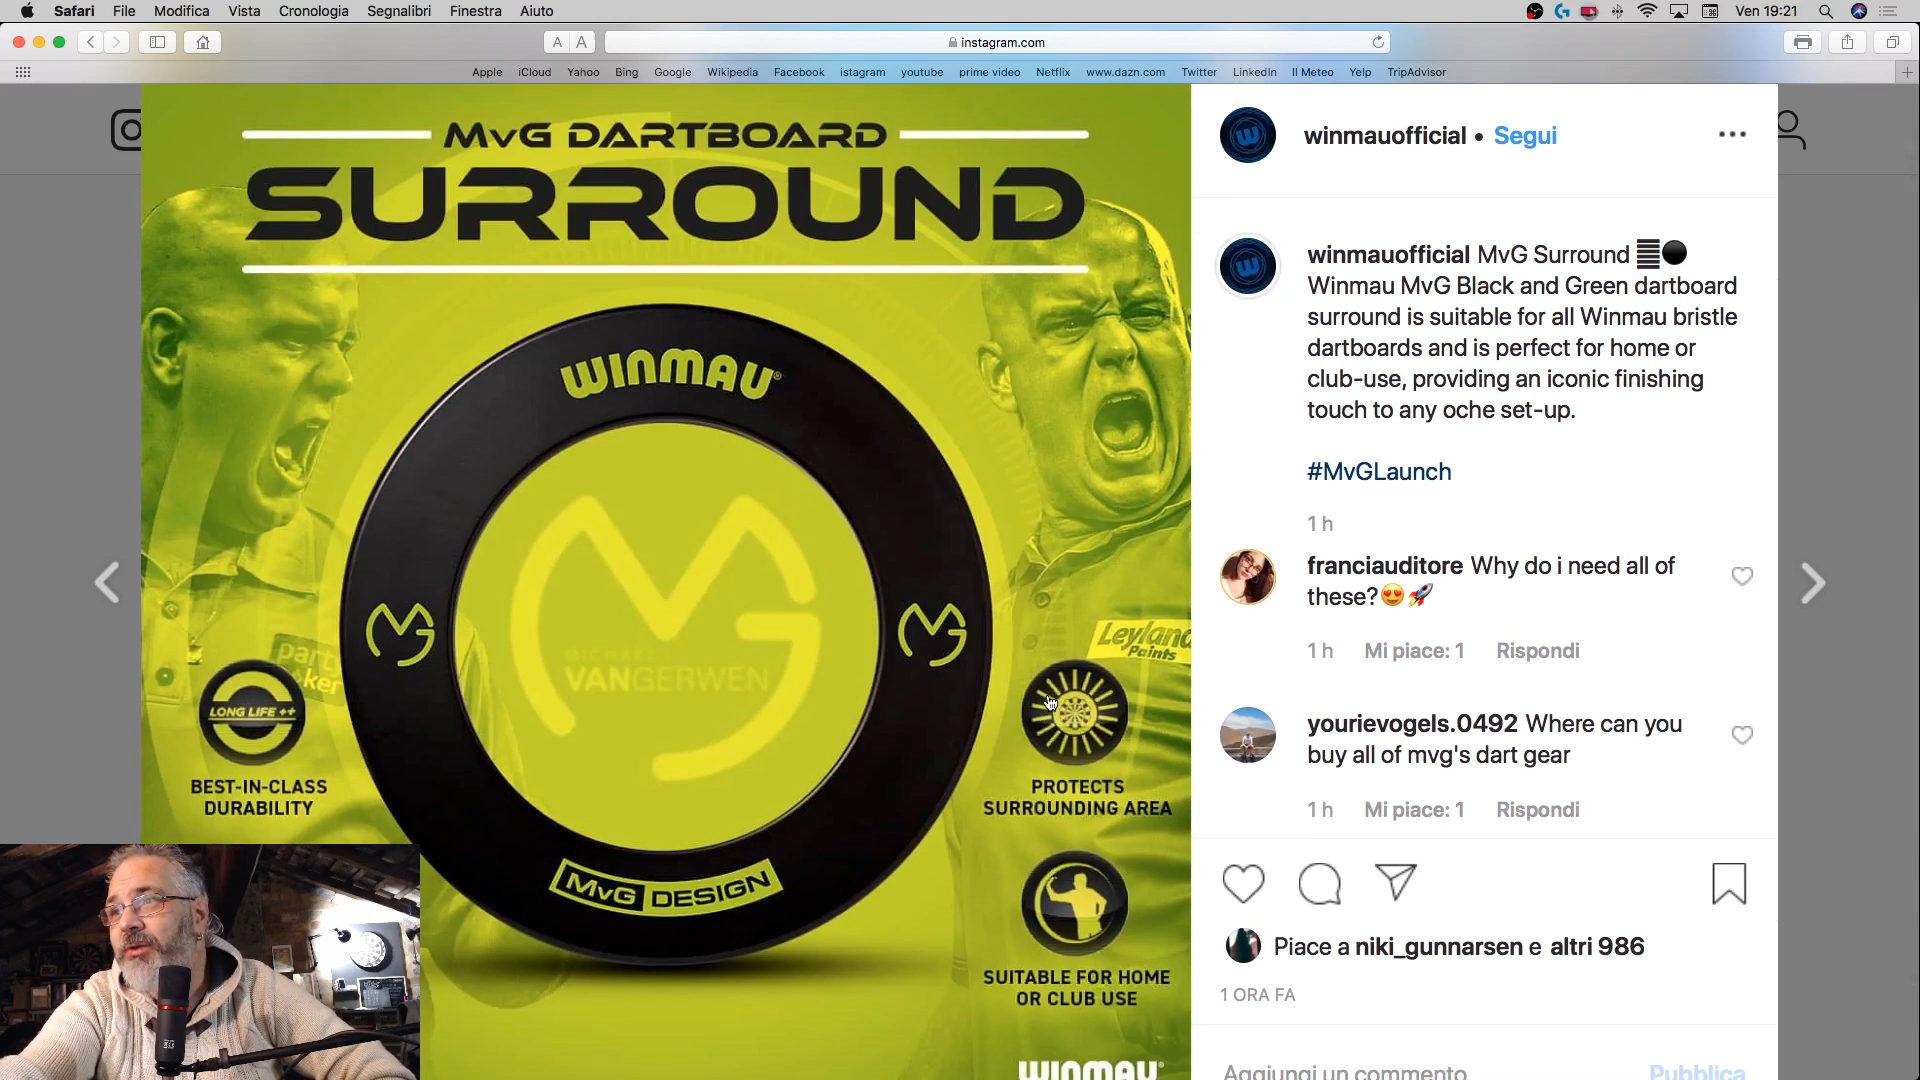 Safari File Modifica Vista Cronologia Segnalibri Finestra Aiuto Ven 19:21
A A instagram.com
Apple iCloud Yahoo Bing Google Wikipedia Facebook istagram youtube prime video Netflix www.dazn.com Twitter LinkedIn Il Meteo Yelp TripAdvisor
MvG DARTBOARD
SURROUND
WINMAU®
MICHAEL
VANGERWEN
party
ker
Leyland
Paints
LONG LIFE ++
BEST-IN-CLASS
DURABILITY
PROTECTS
SURROUNDING AREA
MvG DESIGN
SUITABLE FOR HOME
OR CLUB USE
WINMAU
winmauofficial • Segui
winmauofficial MvG Surround
Winmau MvG Black and Green dartboard
surround is suitable for all Winmau bristle
dartboards and is perfect for home or
club-use, providing an iconic finishing
touch to any oche set-up.
#MvGLaunch
1 h
franciauditore Why do i need all of
these?😍🚀
1 h Mi piace: 1 Rispondi
yourievogels.0492 Where can you
buy all of mvg's dart gear
1 h Mi piace: 1 Rispondi
Piace a niki_gunnarsen e altri 986
1 ORA FA
Aggiungi un commento
Pubblica